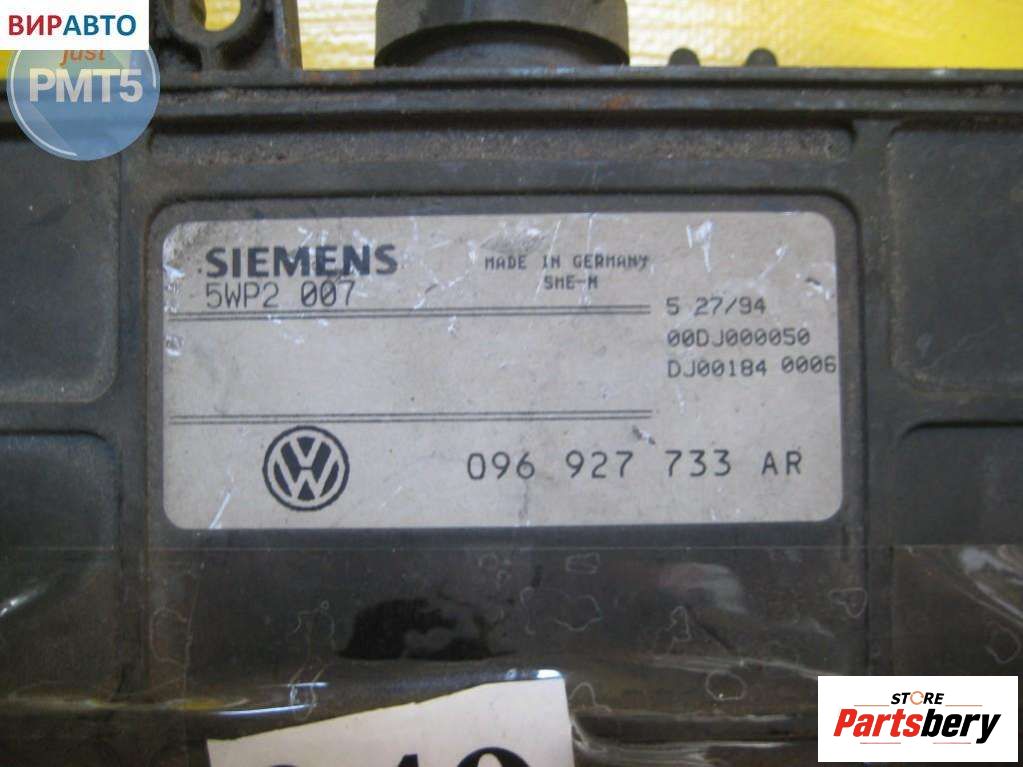 ВИРАВТО
just
PMT5
SIEMENS
5WP2 007
MADE IN GERMANY
SME-M
5 27/94
00DJ000050
DJ00184 0006
VW
096 927 733 AR
STORE
Partsbery